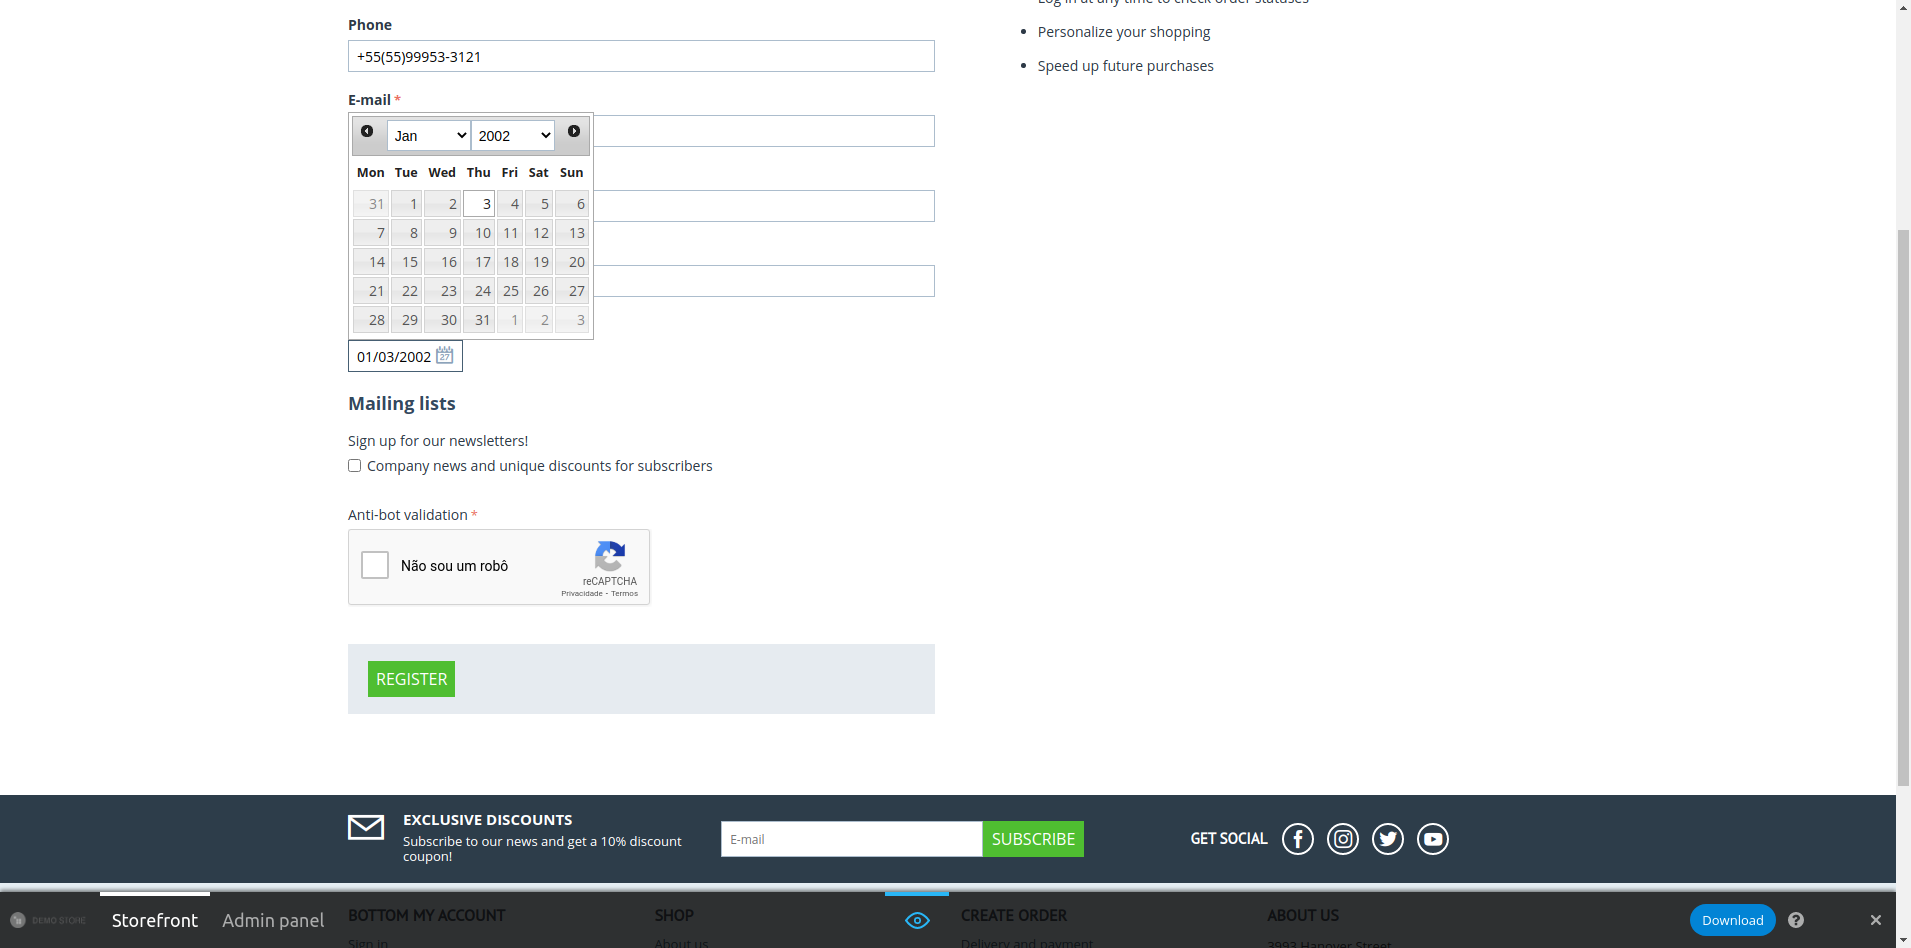 Log in at any time to check order statuses
Phone
Personalize your shopping
+55(55)99953-3121
Speed up future purchases
E-mail *
Jan 2002
Mon Tue Wed Thu Fri Sat Sun
31 1 2 3 4 5 6
7 8 9 10 11 12 13
14 15 16 17 18 19 20
21 22 23 24 25 26 27
28 29 30 31 1 2 3
01/03/2002 27
Mailing lists
Sign up for our newsletters!
Company news and unique discounts for subscribers
Anti-bot validation *
Não sou um robô
reCAPTCHA
Privacidade - Termos
REGISTER
EXCLUSIVE DISCOUNTS
Subscribe to our news and get a 10% discount
coupon!
E-mail
SUBSCRIBE
GET SOCIAL
DEMO STORE
Storefront
Admin panel
BOTTOM MY ACCOUNT
SHOP
CREATE ORDER
ABOUT US
Download
?
Sign in
About us
Delivery and payment
3993 Hanover Street